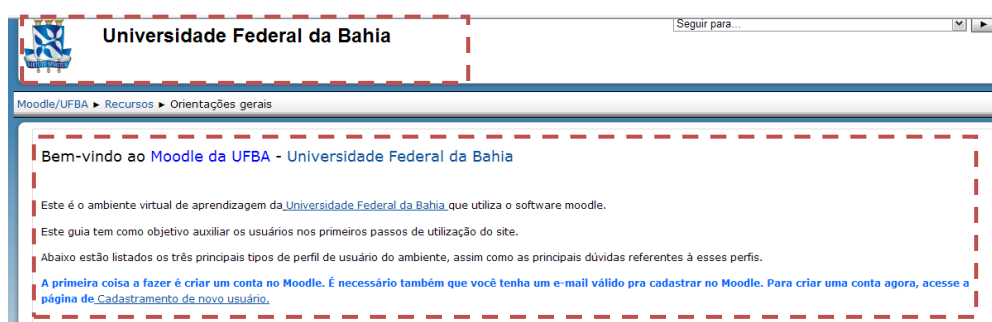 Universidade Federal da Bahia
Seguir para...
Moodle/UFBA ► Recursos ► Orientações gerais
Bem-vindo ao Moodle da UFBA - Universidade Federal da Bahia
Este é o ambiente virtual de aprendizagem da Universidade Federal da Bahia que utiliza o software moodle.
Este guia tem como objetivo auxiliar os usuários nos primeiros passos de utilização do site.
Abaixo estão listados os três principais tipos de perfil de usuário do ambiente, assim como as principais dúvidas referentes à esses perfis.
A primeira coisa a fazer é criar um conta no Moodle. É necessário também que você tenha um e-mail válido pra cadastrar no Moodle. Para criar uma conta agora, acesse a
página de Cadastramento de novo usuário.